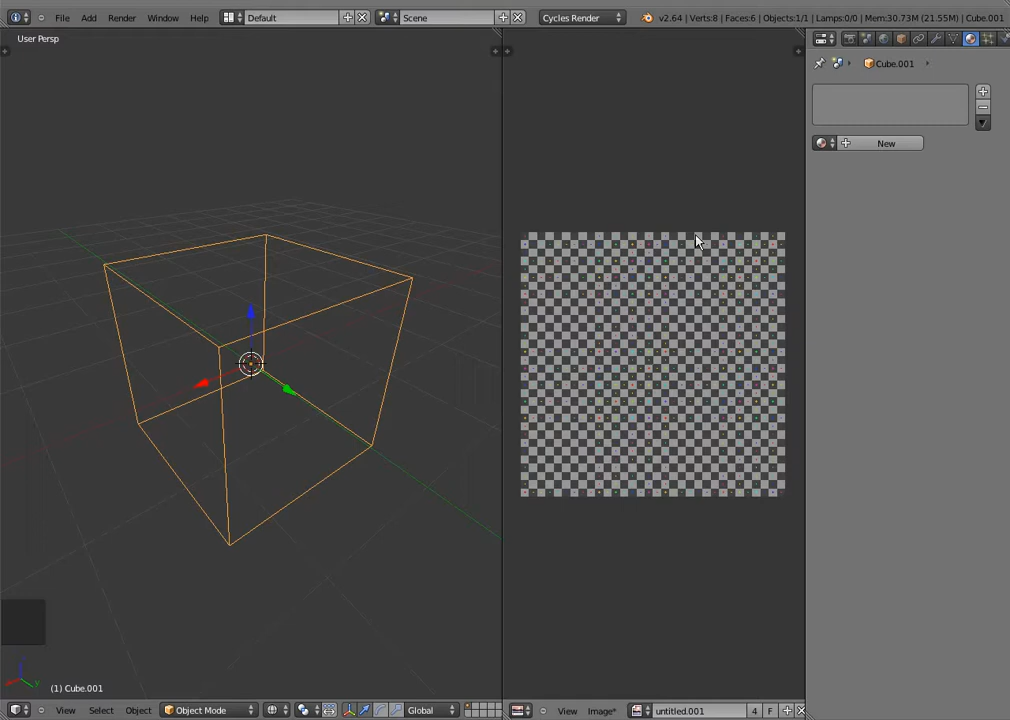 File Add Render Window Help Default Scene Cycles Render v2.64 | Verts:8 | Faces:6 | Objects:1/1 | Lamps:0/0 | Mem:30.73M (21.55M) | Cube.001
User Persp
Cube.001
New
(1) Cube.001
View Select Object Object Mode Global View Image* untitled.001 4 F